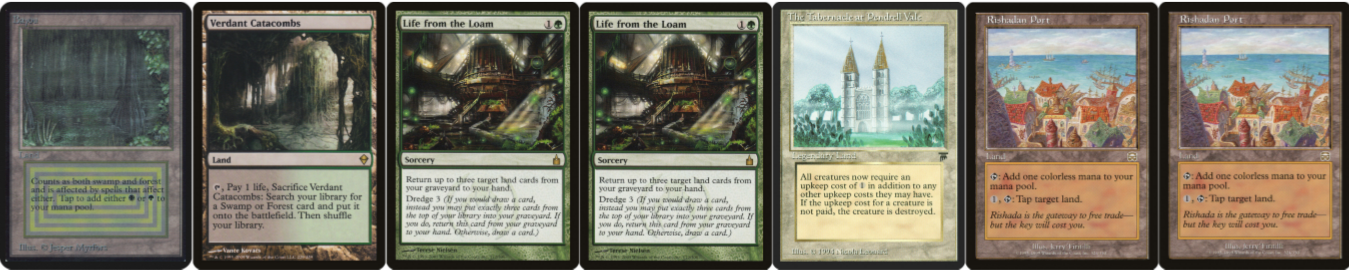 Bayou
Land
Counts as both swamp and forest
and is affected by spells that affect
either. Tap to add either or to
your mana pool.
Illus. © Jesper Myrfors
Verdant Catacombs
Land
, Pay 1 life, Sacrifice Verdant
Catacombs: Search your library for
a Swamp or Forest card and put it
onto the battlefield. Then shuffle
your library.
Life from the Loam 1
Sorcery
Return up to three target land cards from
your graveyard to your hand.
Dredge 3 (If you would draw a card,
instead you may put exactly three cards from
the top of your library into your graveyard. If
you do, return this card from your graveyard to
your hand. Otherwise, draw a card.)
Life from the Loam 1
Sorcery
Return up to three target land cards from
your graveyard to your hand.
Dredge 3 (If you would draw a card,
instead you may put exactly three cards from
the top of your library into your graveyard. If
you do, return this card from your graveyard to
your hand. Otherwise, draw a card.)
The Tabernacle at Pendrell Vale
Legendary Land
All creatures now require an
upkeep cost of 1 in addition to any
other upkeep costs they may have.
If the upkeep cost for a creature is
not paid, the creature is destroyed.
Illus. © 1994 Nicola Leonard
Rishadan Port
Land
: Add one colorless mana to your
mana pool.
1, : Tap target land.
Rishada is the gateway to free trade—
but the key will cost you.
Rishadan Port
Land
: Add one colorless mana to your
mana pool.
1, : Tap target land.
Rishada is the gateway to free trade—
but the key will cost you.